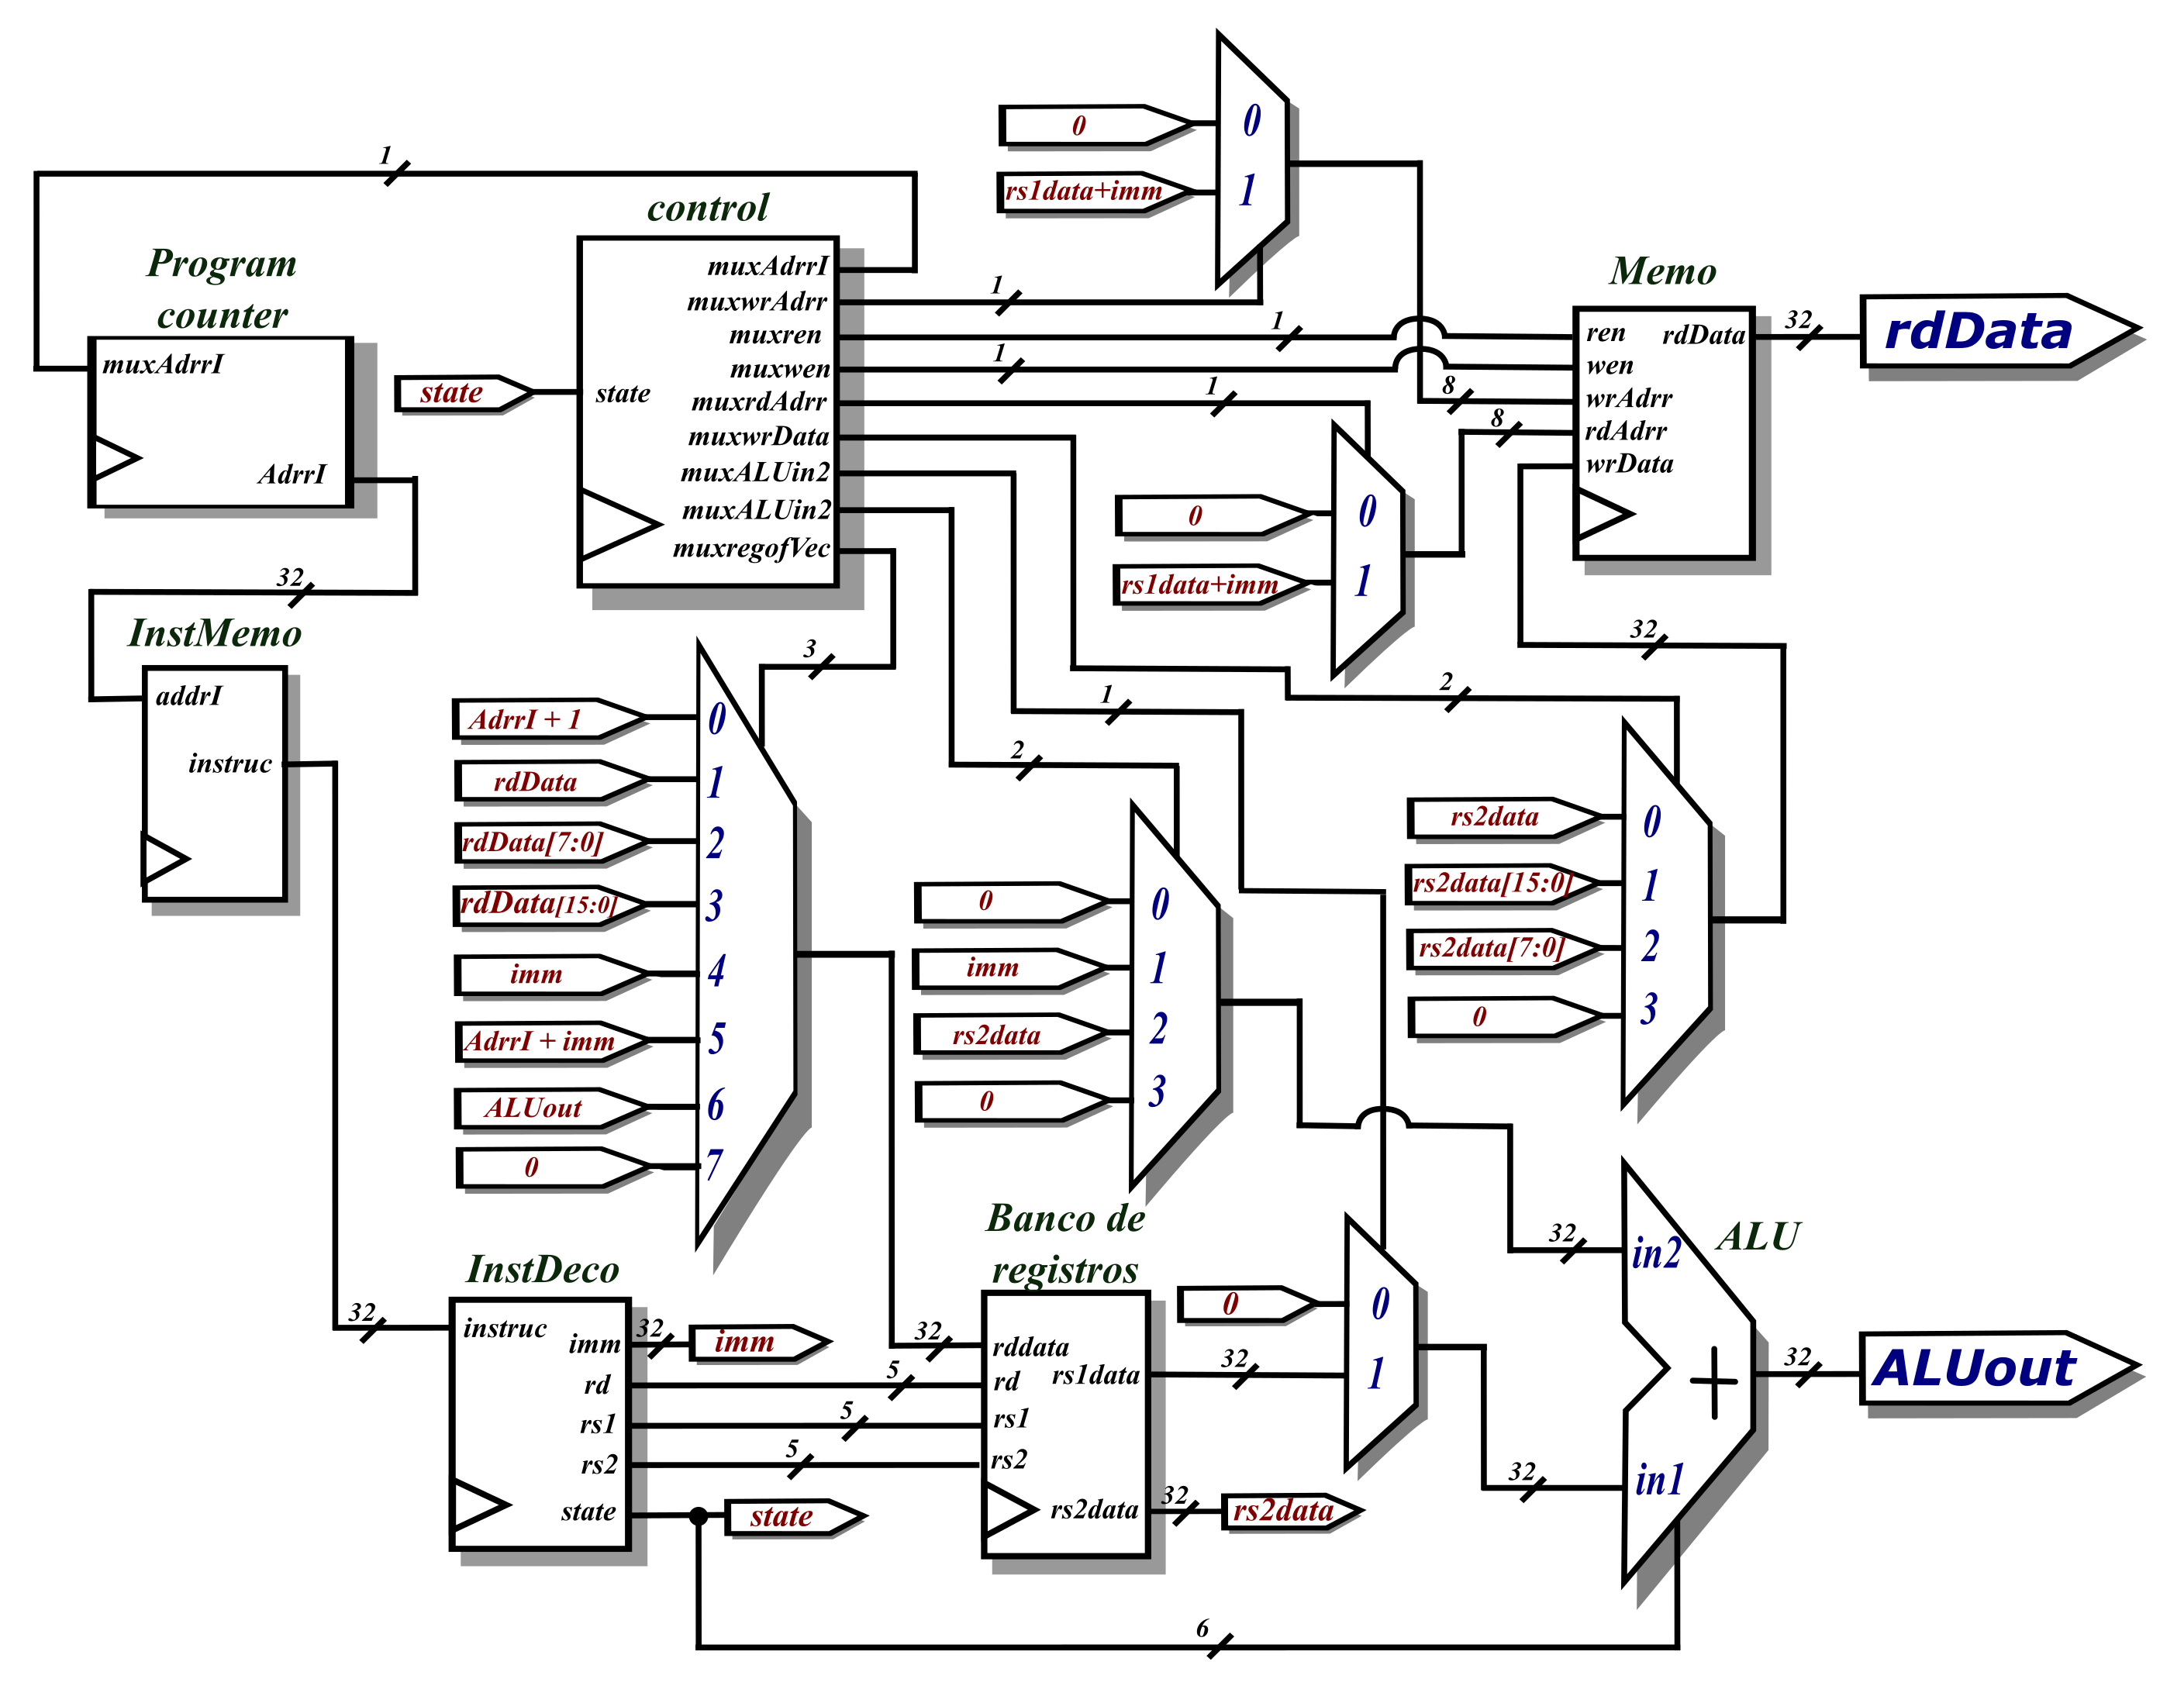 1
control
Program
counter
muxAdrrI
AdrrI
32
state
state
muxAdrrI
muxwrAdrr
muxren
muxwen
muxrdAdrr
muxwrData
muxALUin2
muxALUin2
muxregofVec
1
1
1
1
0
rs1data+imm
0
1
0
rs1data+imm
0
1
8
8
Memo
ren
wen
wrAdrr
rdAdrr
wrData
rdData
32
rdData
32
InstMemo
addrI
instruc
3
AdrrI + 1
rdData
rdData[7:0]
rdData[15:0]
imm
AdrrI + imm
ALUout
0
0
1
2
3
4
5
6
7
1
2
2
0
imm
rs2data
0
0
1
2
3
rs2data
rs2data[15:0]
rs2data[7:0]
0
0
1
2
3
InstDeco
32
instruc
imm
rd
rs1
rs2
state
32
imm
5
5
5
state
Banco de
registros
32
rddata
rd
rs1
rs2
rs1data
rs2data
32
32
rs2data
0
0
1
32
32
ALU
in2
in1
+
32
ALUout
6